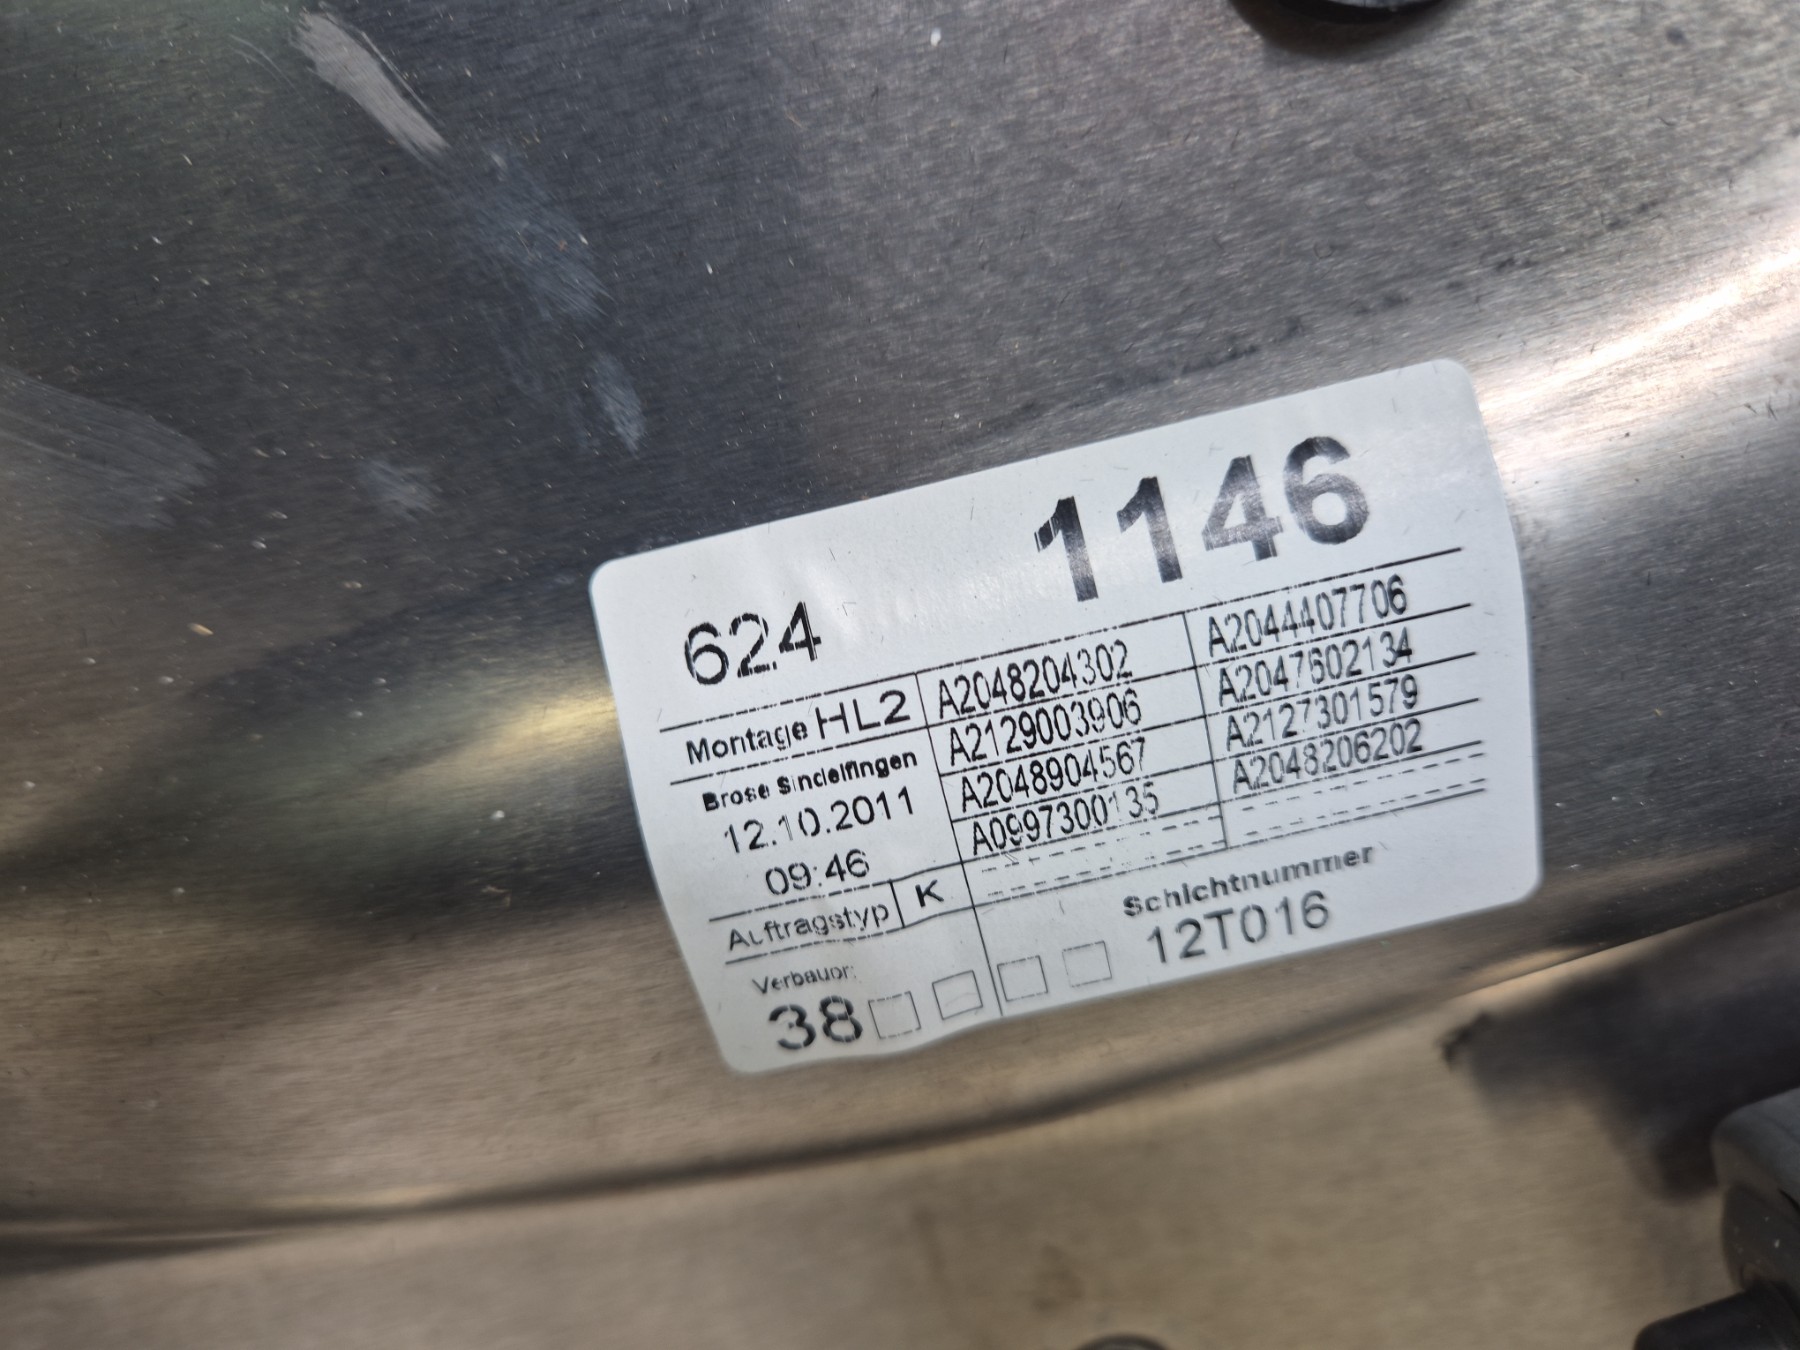 624 1146
Montage HL2
Brose Sindelfingen
12.10.2011
09:46
Auftragstyp K
A2048204302 A2044407706
A2129003906 A2047602134
A2048904567 A2127301579
A0997300135 A2048206202
Verbauor:
38
Schichtnummer
12T016